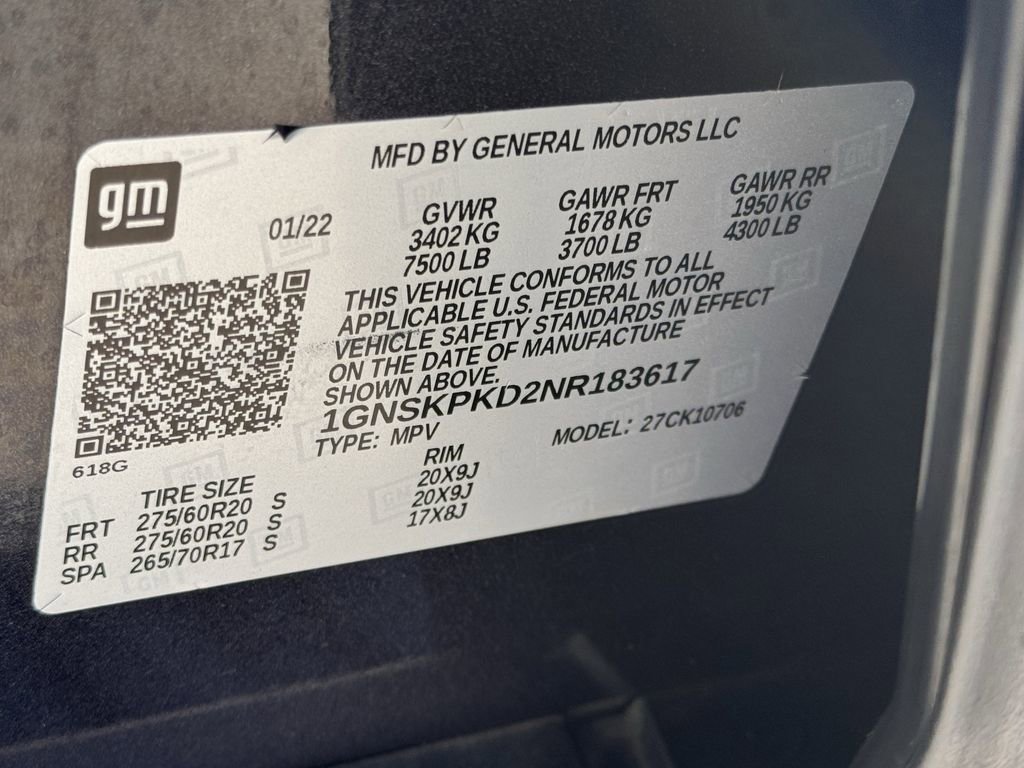 gm
MFD BY GENERAL MOTORS LLC
01/22
GVWR GAWR FRT GAWR RR
3402 KG 1678 KG 1950 KG
7500 LB 3700 LB 4300 LB
THIS VEHICLE CONFORMS TO ALL
APPLICABLE U.S. FEDERAL MOTOR
VEHICLE SAFETY STANDARDS IN EFFECT
ON THE DATE OF MANUFACTURE
SHOWN ABOVE.
1GNSKPKD2NR183617
TYPE: MPV MODEL: 27CK10706
618G
TIRE SIZE RIM
FRT 275/60R20 S 20X9J
RR 275/60R20 S 20X9J
SPA 265/70R17 S 17X8J